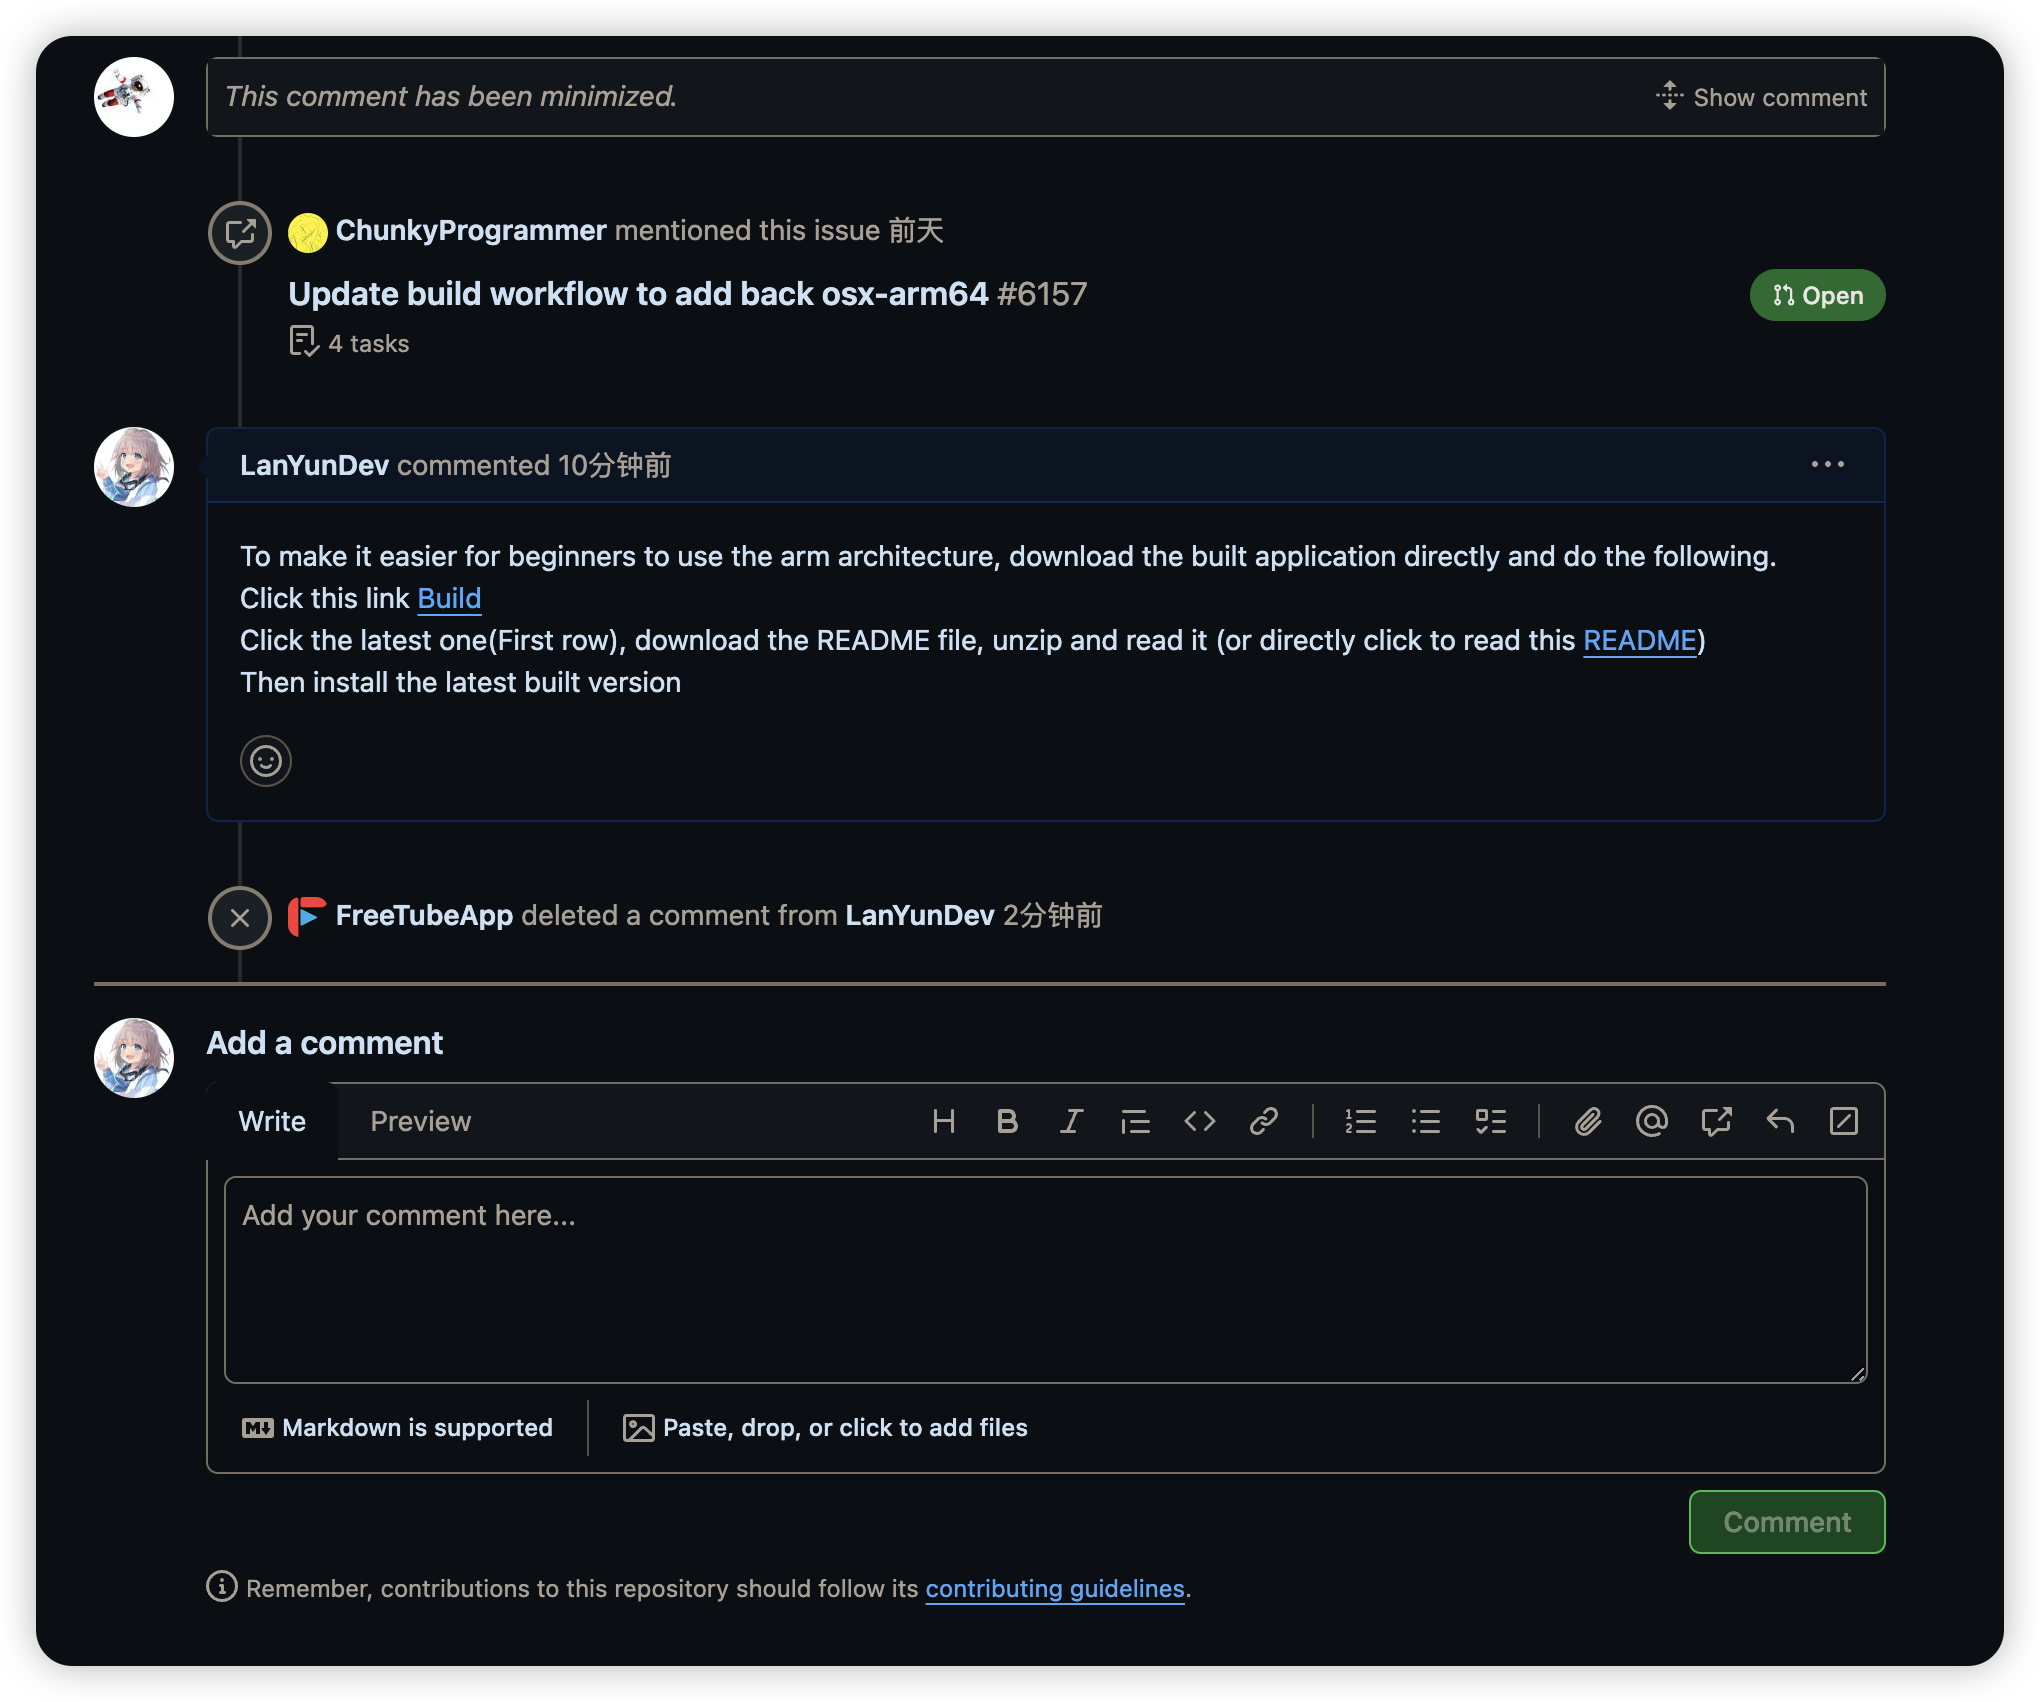 This comment has been minimized.
Show comment
ChunkyProgrammer mentioned this issue 前天
Update build workflow to add back osx-arm64 #6157
Open
4 tasks
LanYunDev commented 10分钟前
To make it easier for beginners to use the arm architecture, download the built application directly and do the following.
Click this link Build
Click the latest one(First row), download the README file, unzip and read it (or directly click to read this README)
Then install the latest built version
FreeTubeApp deleted a comment from LanYunDev 2分钟前
Add a comment
Write
Preview
Add your comment here...
Markdown is supported
Paste, drop, or click to add files
Comment
Remember, contributions to this repository should follow its contributing guidelines.